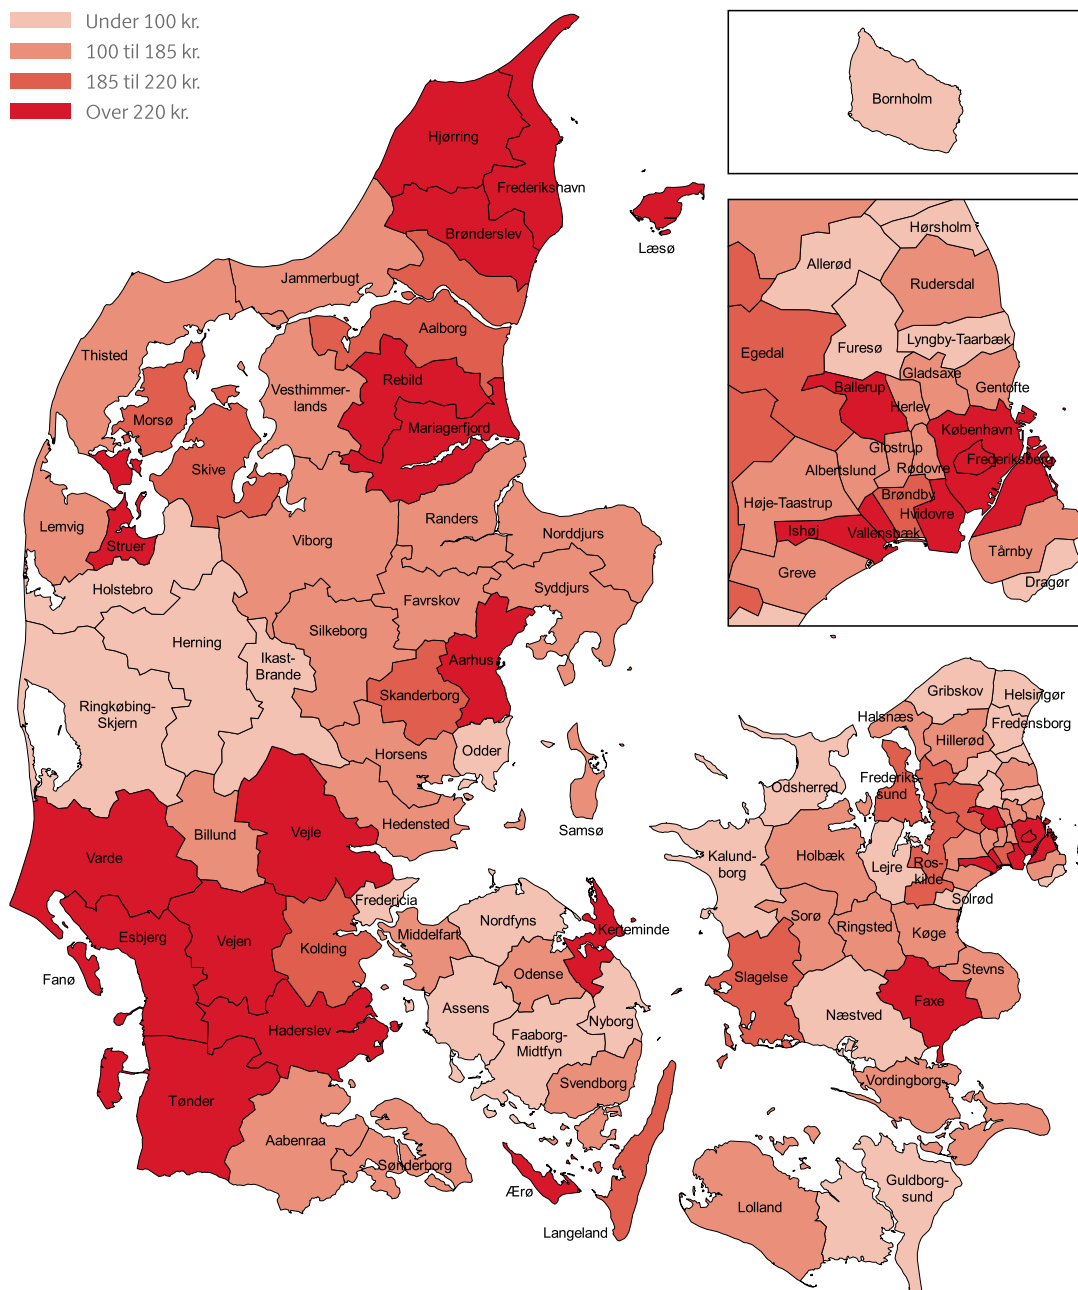 Under 100 kr.
100 til 185 kr.
185 til 220 kr.
Over 220 kr.
Bornholm
Hjørring
Frederikshavn
Brønderslev
Læsø
Jammerbugt
Aalborg
Thisted
Rebild
Vesthimmer-
lands
Morsø
Mariagerfjord
Skive
Lemvig
Struer
Viborg
Randers
Norddjurs
Holstebro
Favrskov
Syddjurs
Herning
Silkeborg
Ikast-
Brande
Aarhus
Skanderborg
Ringkøbing-
Skjern
Horsens
Odder
Samsø
Hedensted
Billund
Vejle
Varde
Fredericia
Esbjerg
Vejen
Kolding
Fanø
Haderslev
Tønder
Aabenraa
Sønderborg
Nordfyns
Middelfart
Kerteminde
Odense
Assens
Nyborg
Faaborg-
Midtfyn
Svendborg
Ærø
Langeland
Hørsholm
Allerød
Rudersdal
Egedal
Furesø
Lyngby-Taarbæk
Gladsaxe
Gentofte
Ballerup
Herlev
København
Glostrup
Frederiksberg
Albertslund
Rødovre
Høje-Taastrup
Brøndby
Hvidovre
Ishøj
Vallensbæk
Tårnby
Greve
Dragør
Gribskov
Helsingør
Halsnæs
Fredensborg
Hillerød
Odsherred
Frederiks-
sund
Kalund-
borg
Holbæk
Lejre
Ros-
kilde
Solrød
Sorø
Ringsted
Køge
Slagelse
Stevns
Faxe
Næstved
Vordingborg
Guldborg-
sund
Lolland